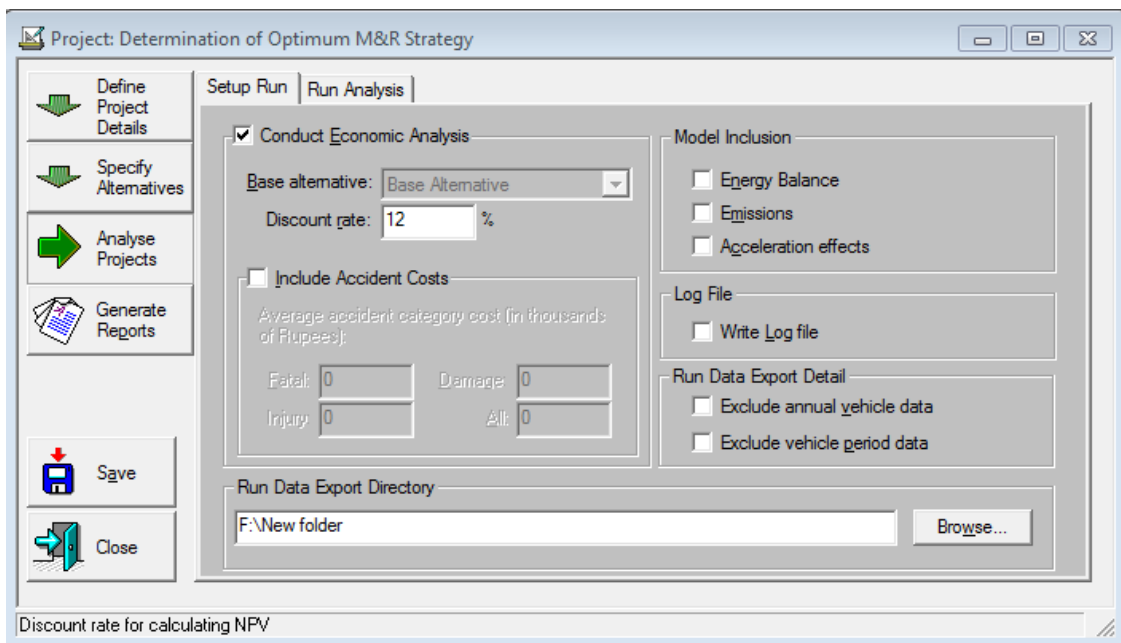 Project: Determination of Optimum M&R Strategy
Define
Project
Details
Specify
Alternatives
Analyse
Projects
Generate
Reports
Save
Close
Setup Run
Run Analysis
Conduct Economic Analysis
Base alternative: Base Alternative
Discount rate: 12 %
Include Accident Costs
Average accident category cost (in thousands
of Rupees):
Fatal: 0 Damage: 0
Injury: 0 All: 0
Model Inclusion
Energy Balance
Emissions
Acceleration effects
Log File
Write Log file
Run Data Export Detail
Exclude annual vehicle data
Exclude vehicle period data
Run Data Export Directory
F:\New folder
Browse...
Discount rate for calculating NPV